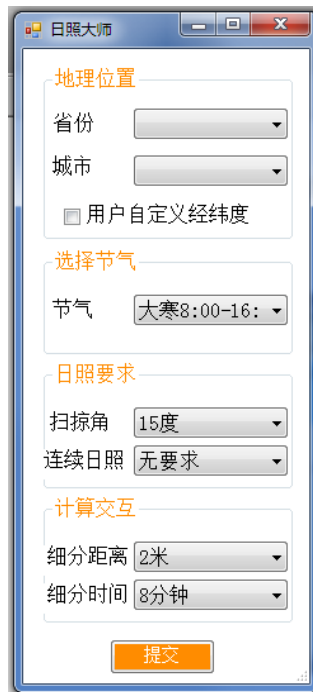 日照大师
地理位置
省份
城市
用户自定义经纬度
选择节气
节气 大寒8:00-16:
日照要求
扫掠角 15度
连续日照 无要求
计算交互
细分距离 2米
细分时间 8分钟
提交